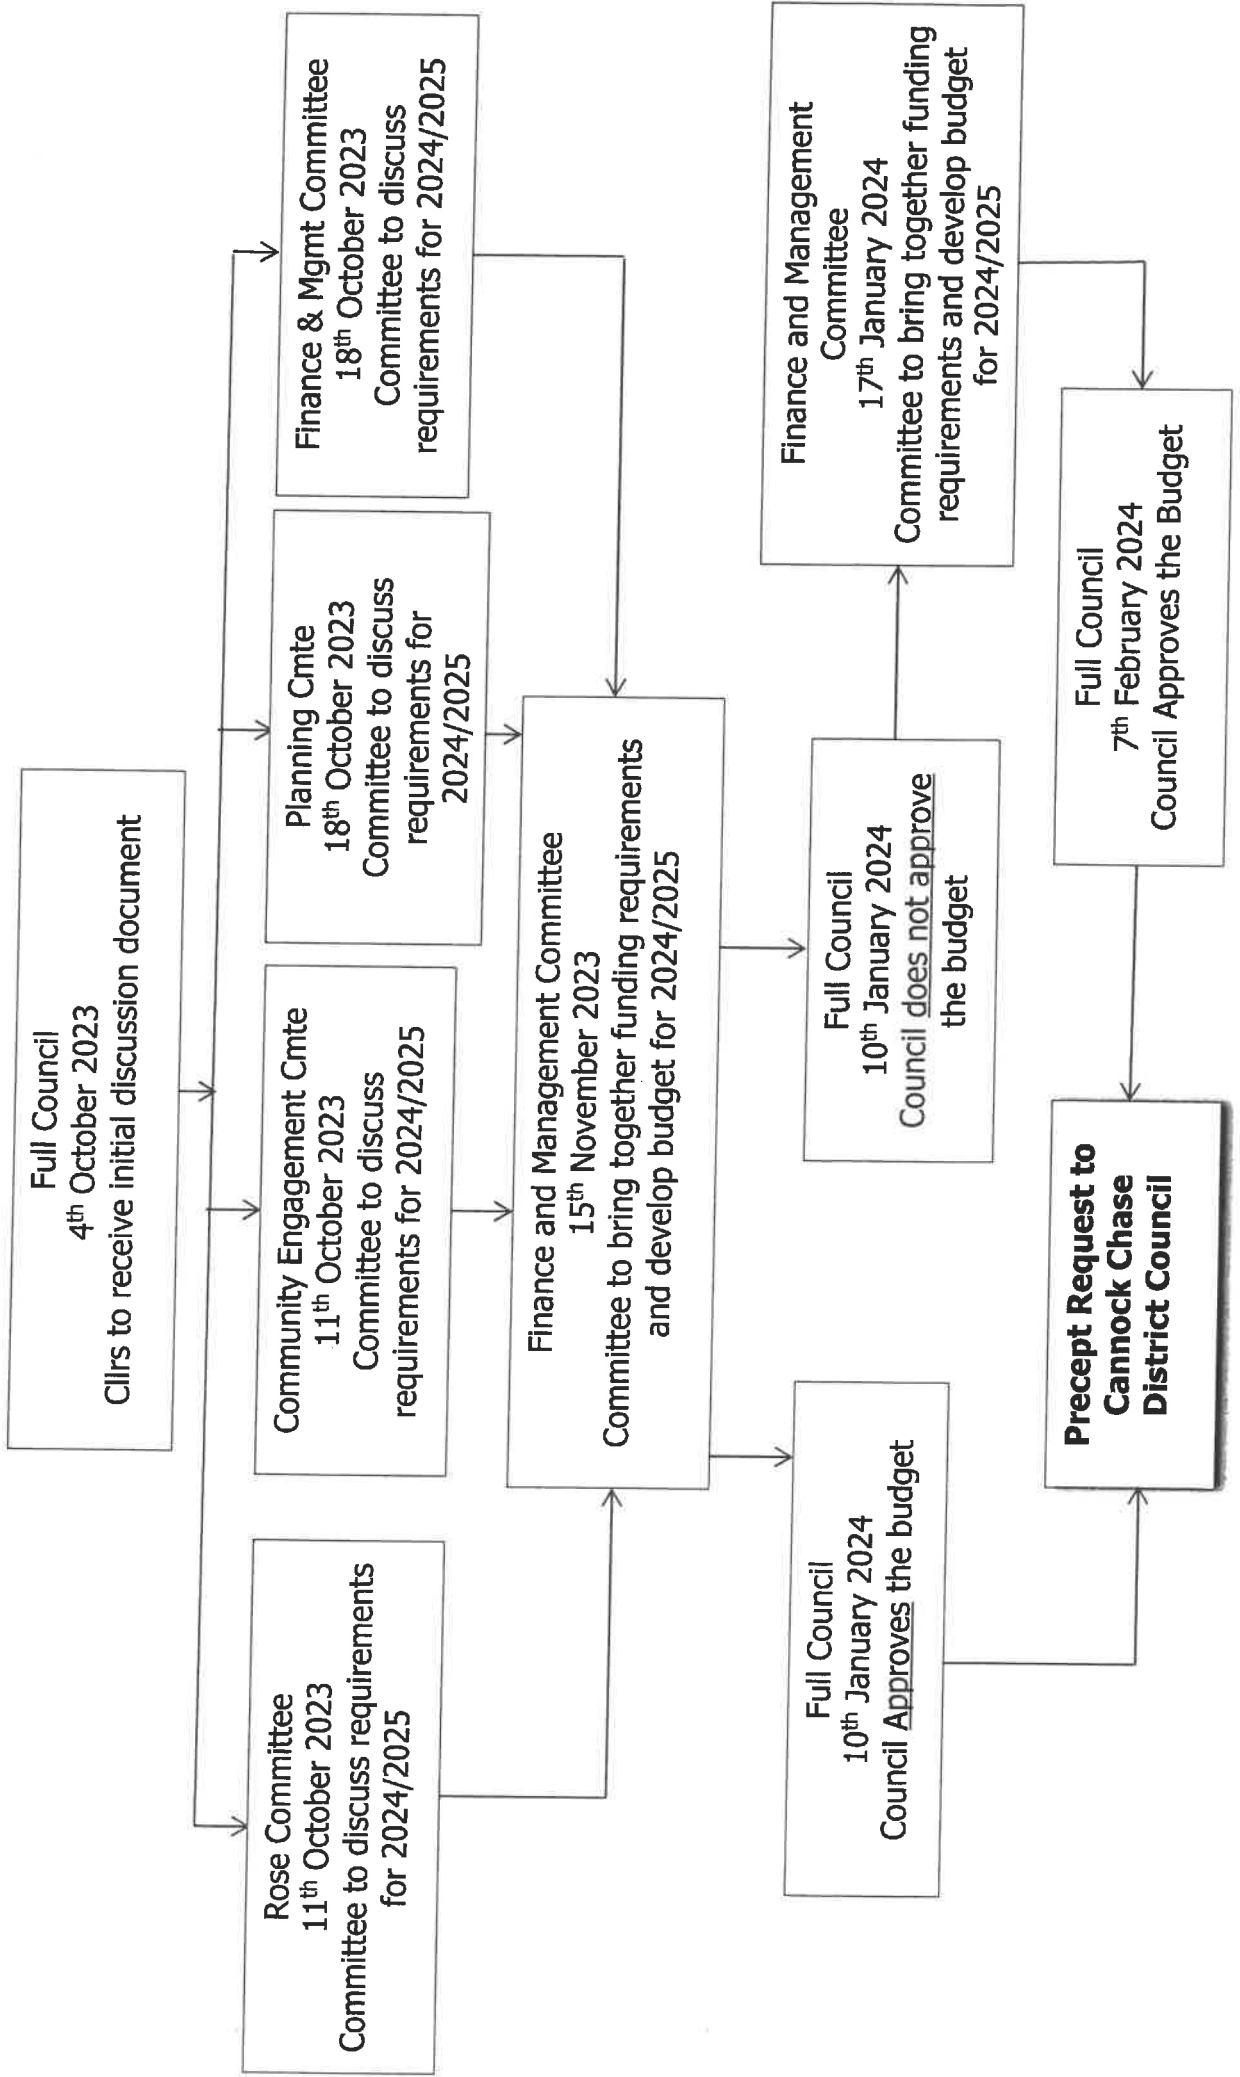 Full Council
4th October 2023
Cllrs to receive initial discussion document
Rose Committee
11th October 2023
Committee to discuss requirements
for 2024/2025
Community Engagement Cmte
11th October 2023
Committee to discuss
requirements for 2024/2025
Planning Cmte
18th October 2023
Committee to discuss
requirements for
2024/2025
Finance & Mgmt Committee
18th October 2023
Committee to discuss
requirements for 2024/2025
Finance and Management Committee
15th November 2023
Committee to bring together funding requirements
and develop budget for 2024/2025
Full Council
10th January 2024
Council Approves the budget
Full Council
10th January 2024
Council does not approve
the budget
Finance and Management
Committee
17th January 2024
Committee to bring together funding
requirements and develop budget
for 2024/2025
Precept Request to
Cannock Chase
District Council
Full Council
7th February 2024
Council Approves the Budget